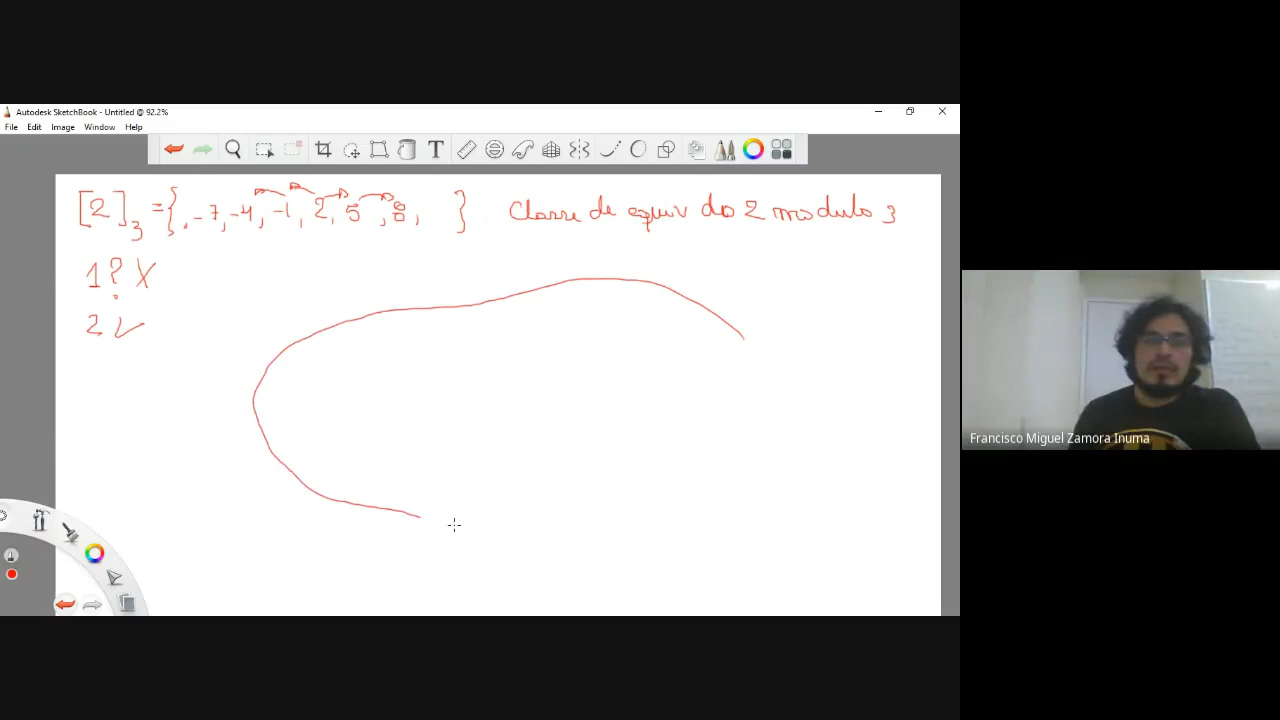 Autodesk SketchBook - Untitled @ 92.2%
File Edit Image Window Help
[2]₃ = { , -7, -4, -1, 2, 5, 8, } Classe de equiv do 2 modulo 3
1 ? X
2 ✓
T
Francisco Miguel Zamora Inuma